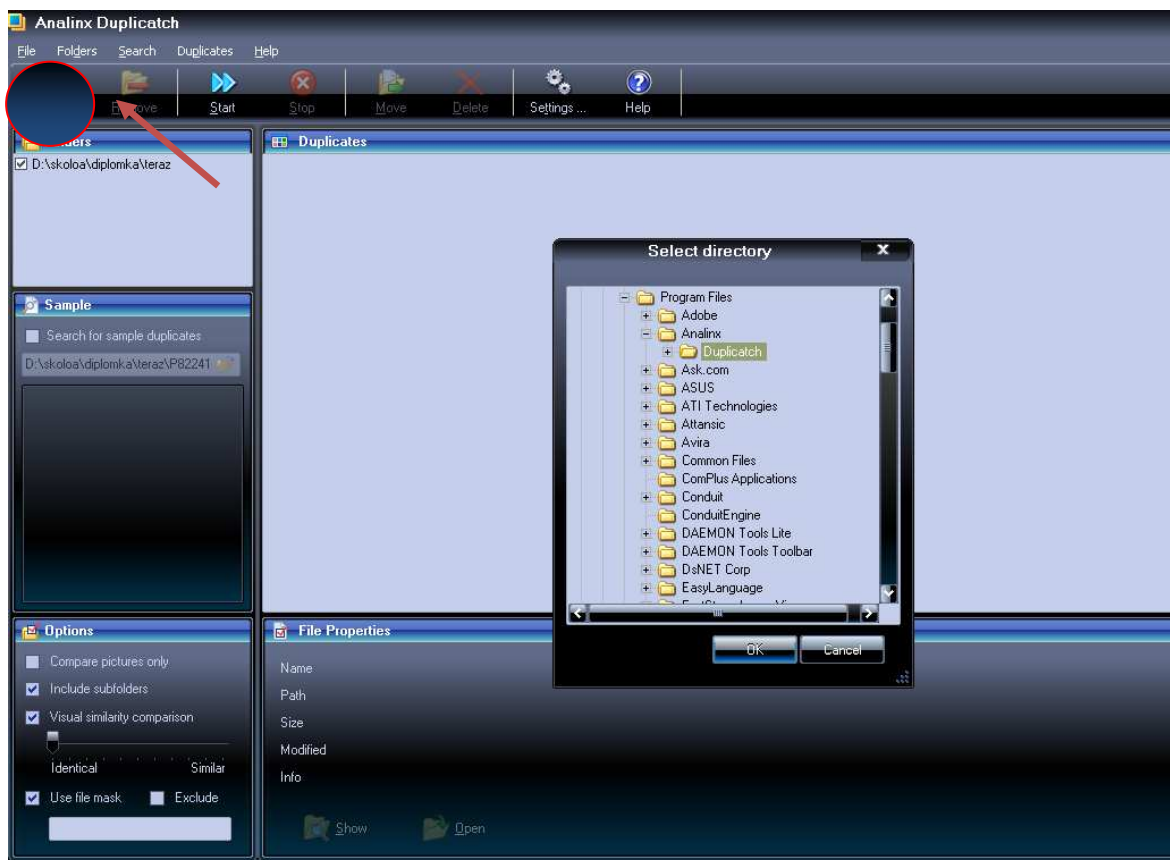 Analinx Duplicatch
File Folders Search Duplicates Help
Remove Start Stop Move Delete Settings ... Help
Duplicates
D:\skoloa\diplomka\teraz
Select directory
Program Files
Adobe
Analinx
Duplicatch
Ask.com
ASUS
ATI Technologies
Attansic
Avira
Common Files
ComPlus Applications
Conduit
ConduitEngine
DAEMON Tools Lite
DAEMON Tools Toolbar
DsNET Corp
EasyLanguage
OK Cancel
Sample
Search for sample duplicates
D:\skoloa\diplomka\teraz\P82241
Options
Compare pictures only
Include subfolders
Visual similarity comparison
Identical Similar
Use file mask Exclude
File Properties
Name
Path
Size
Modified
Info
Show Open